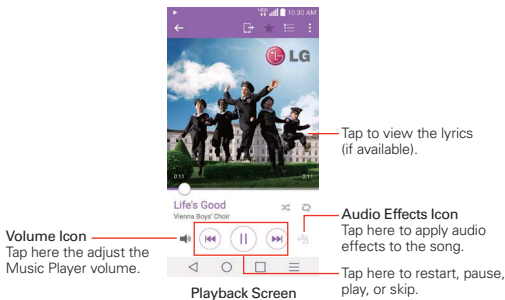 4G LTE 10:30 AM
LG
Tap to view the lyrics
(if available).
0:11
2:11
Life's Good
Vienna Boys' Choir
Audio Effects Icon
Tap here to apply audio
effects to the song.
Volume Icon
Tap here the adjust the
Music Player volume.
Tap here to restart, pause,
play, or skip.
Playback Screen